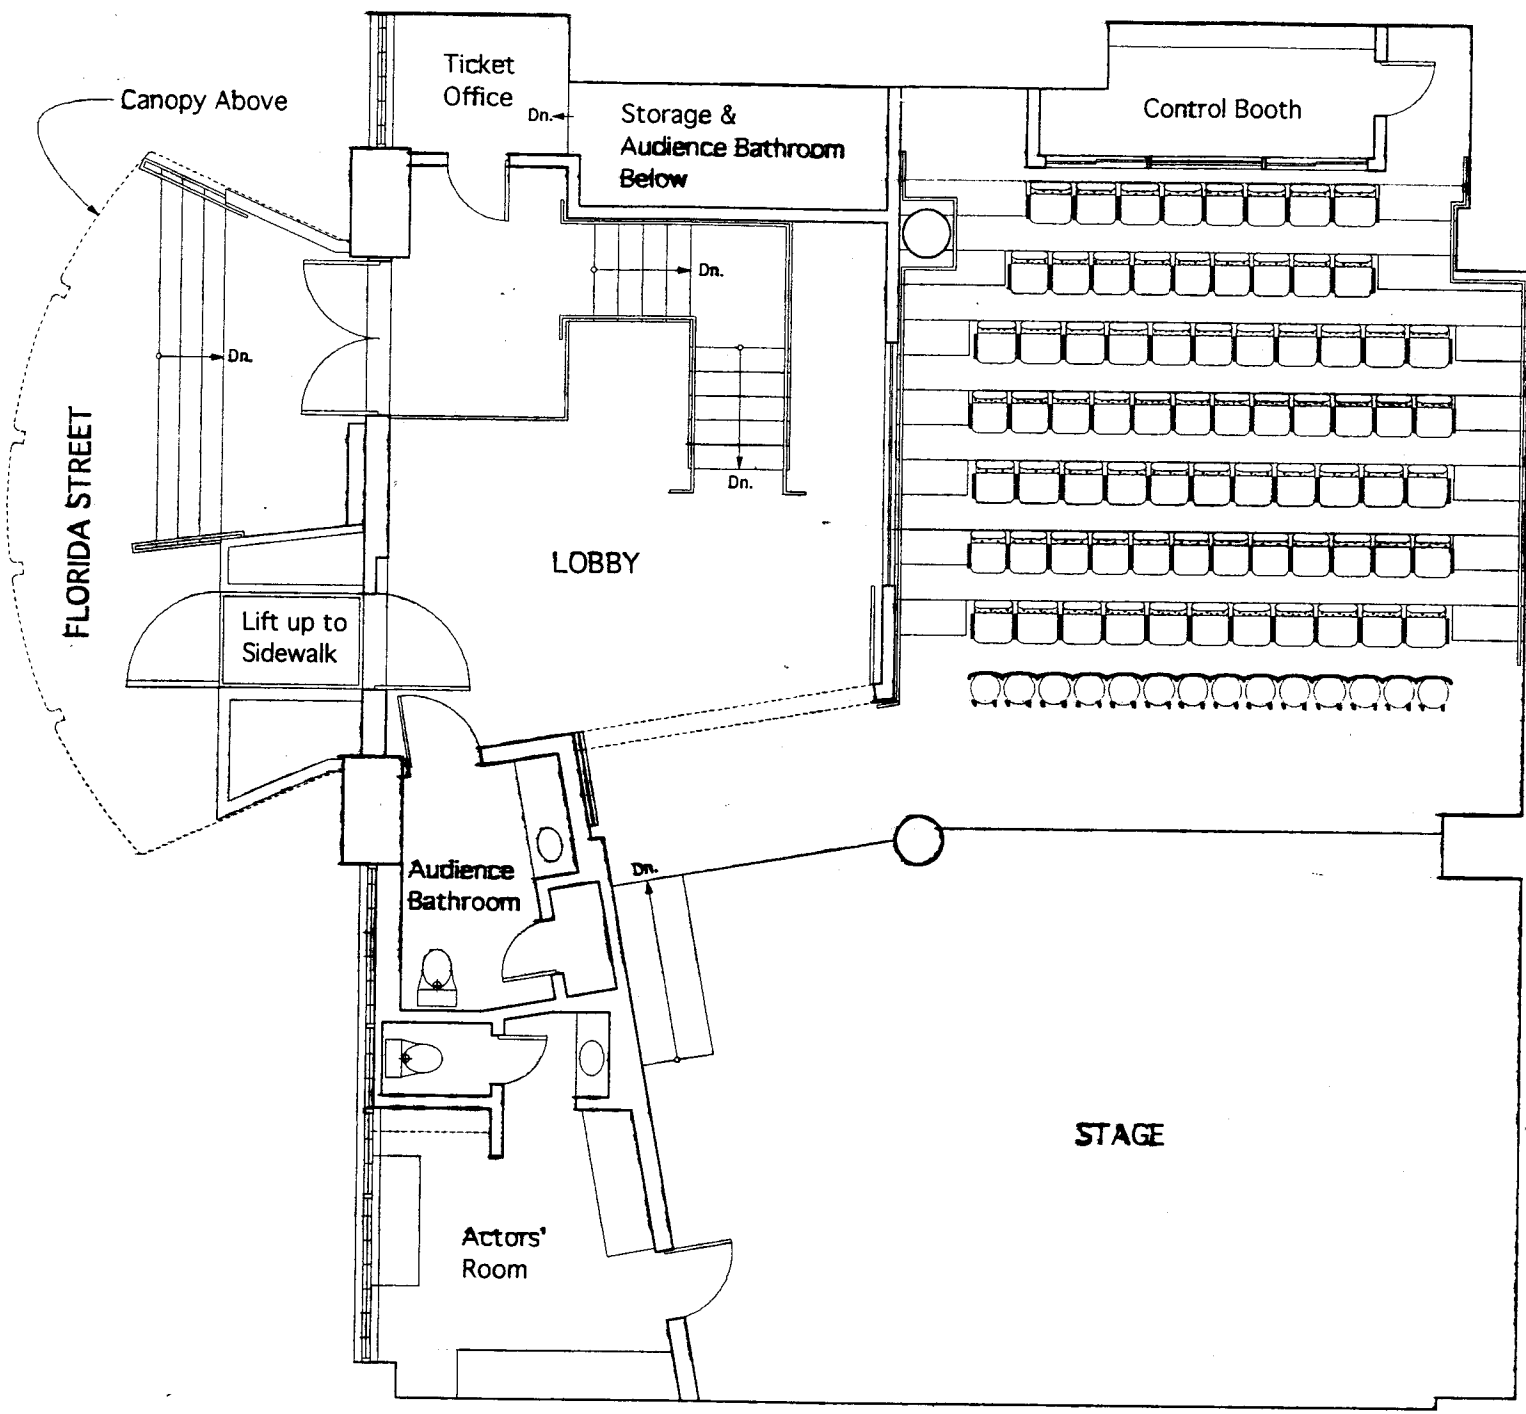 Ticket
Office
Canopy Above
Dn.
Storage &
Audience Bathroom
Below
Control Booth
Dn.
Dn.
Dn.
FLORIDA STREET
LOBBY
Lift up to
Sidewalk
Dn.
Audience
Bathroom
STAGE
Actors'
Room